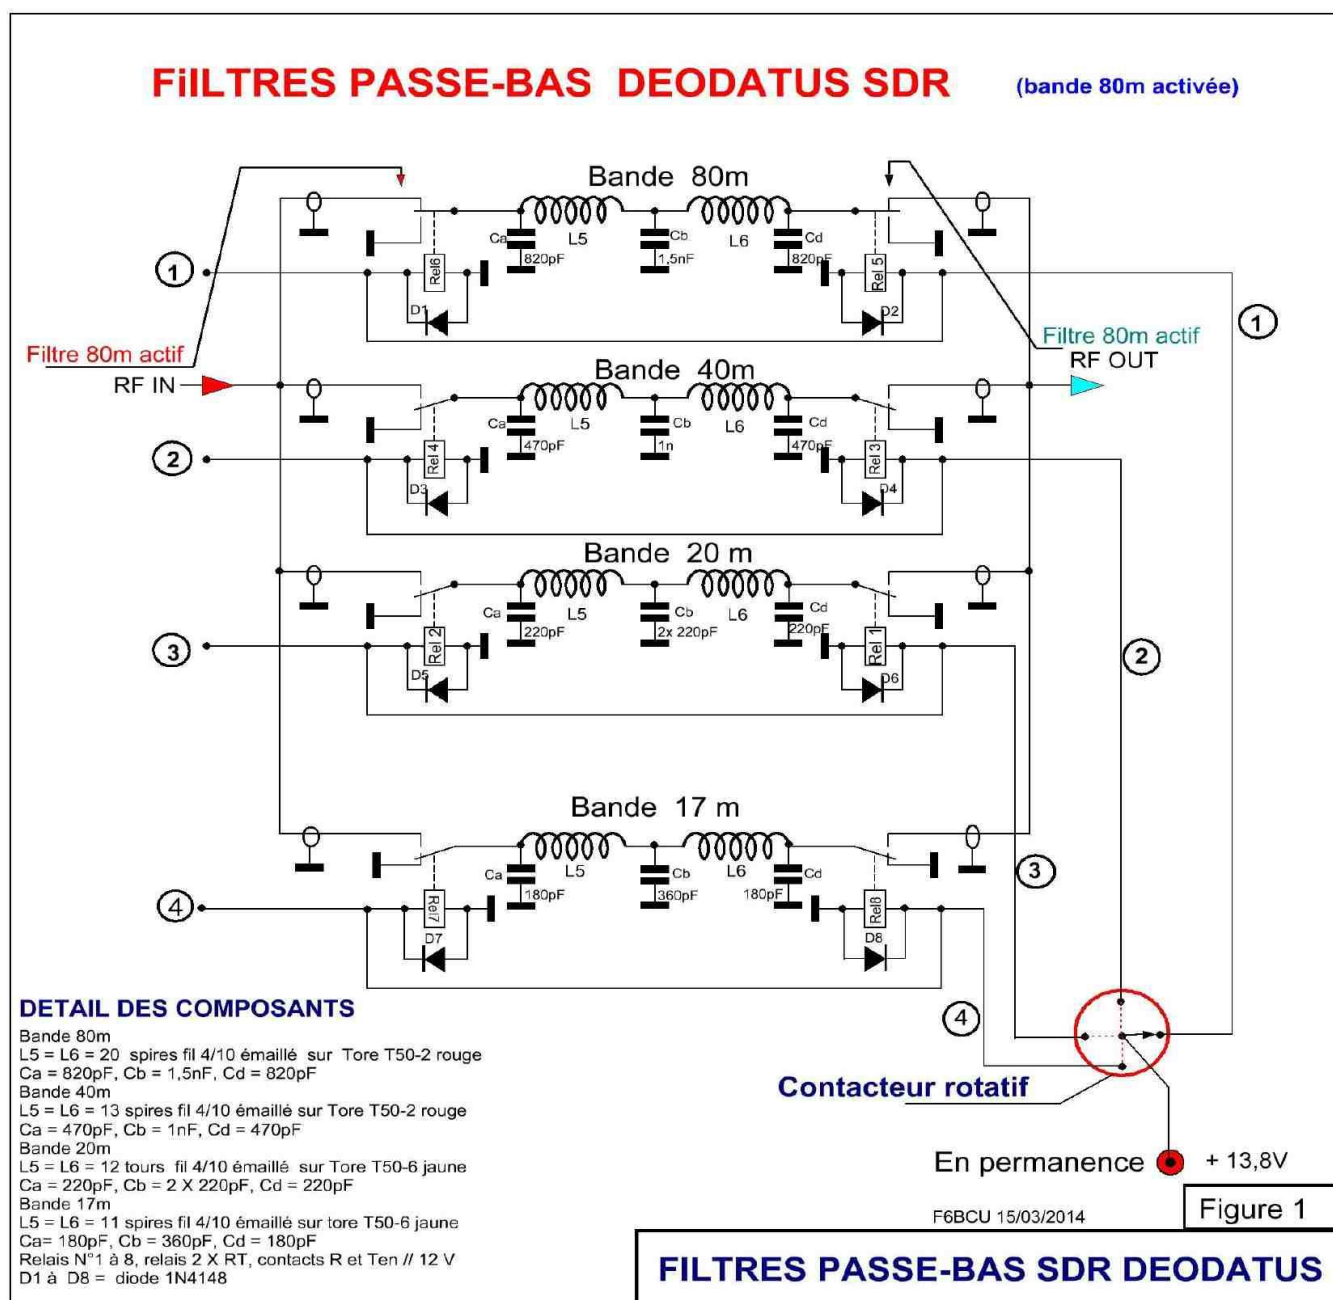 FiILTRES PASSE-BAS DEODATUS SDR
(bande 80m activée)
Bande 80m
Ca
820pF
L5
Cb
1,5nF
L6
Cd
820pF
1
Rel6
D1
Rel 5
D2
1
Filtre 80m actif
RF IN
Filtre 80m actif
RF OUT
Bande 40m
Ca
470pF
L5
Cb
1n
L6
Cd
470pF
2
Rel 4
D3
Rel 3
D4
Bande 20 m
Ca
220pF
L5
Cb
2x 220pF
L6
Cd
220pF
3
Rel 2
D5
Rel 1
D6
2
Bande 17 m
Ca
180pF
L5
Cb
360pF
L6
Cd
180pF
3
4
Rel7
D7
Rel8
D8
4
DETAIL DES COMPOSANTS
Bande 80m
L5 = L6 = 20 spires fil 4/10 émaillé sur Tore T50-2 rouge
Ca = 820pF, Cb = 1,5nF, Cd = 820pF
Bande 40m
L5 = L6 = 13 spires fil 4/10 émaillé sur Tore T50-2 rouge
Ca = 470pF, Cb = 1nF, Cd = 470pF
Bande 20m
L5 = L6 = 12 tours fil 4/10 émaillé sur Tore T50-6 jaune
Ca = 220pF, Cb = 2 X 220pF, Cd = 220pF
Bande 17m
L5 = L6 = 11 spires fil 4/10 émaillé sur tore T50-6 jaune
Ca= 180pF, Cb = 360pF, Cd = 180pF
Relais N°1 à 8, relais 2 X RT, contacts R et Ten // 12 V
D1 à D8 = diode 1N4148
Contacteur rotatif
En permanence
+ 13,8V
F6BCU 15/03/2014
Figure 1
FILTRES PASSE-BAS SDR DEODATUS